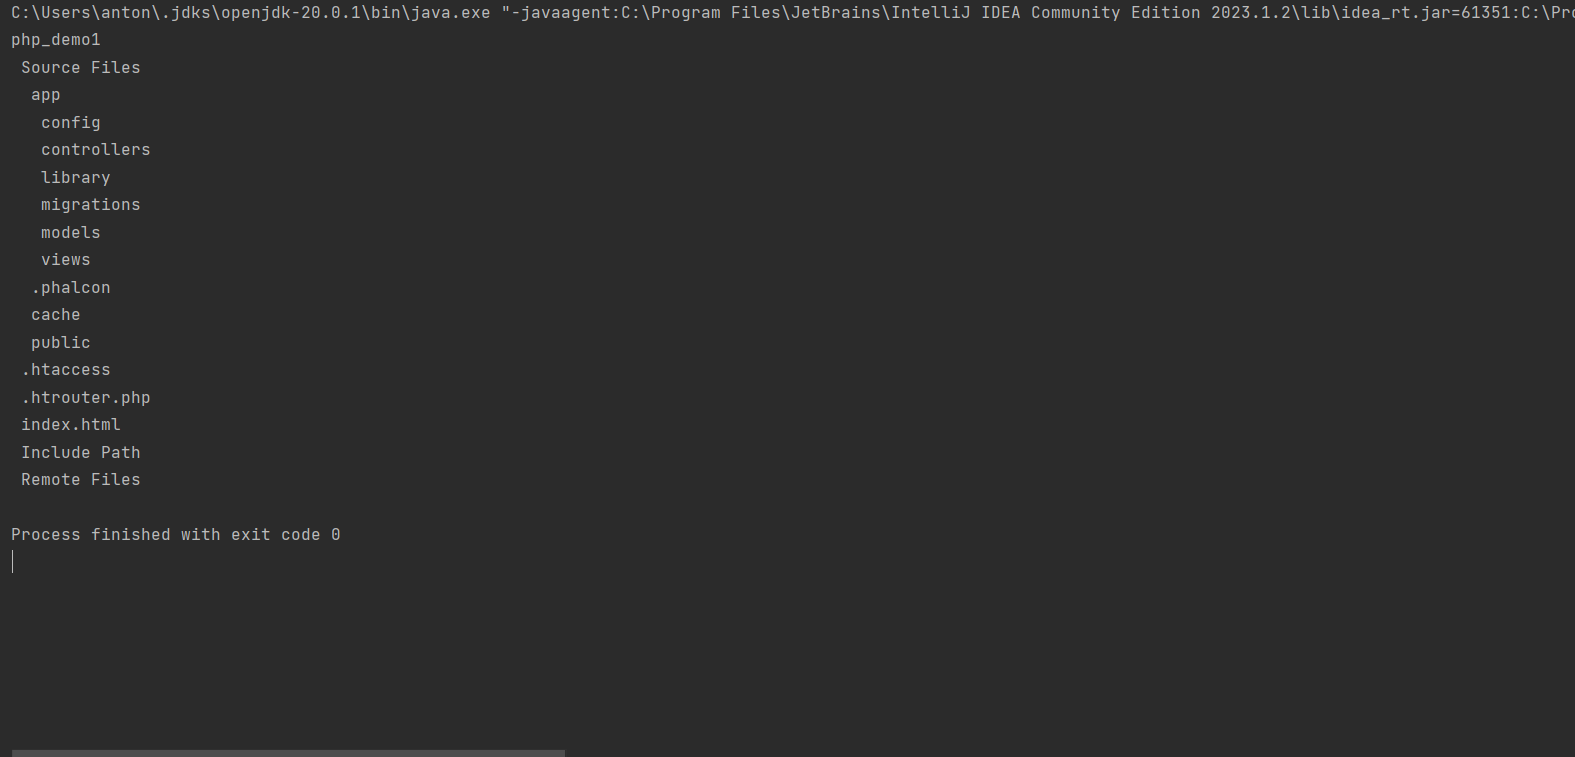 C:\Users\anton\.jdks\openjdk-20.0.1\bin\java.exe "-javaagent:C:\Program Files\JetBrains\IntelliJ IDEA Community Edition 2023.1.2\lib\idea_rt.jar=61351:C:\Pro
php_demo1
 Source Files
  app
   config
   controllers
   library
   migrations
   models
   views
  .phalcon
  cache
  public
 .htaccess
 .htrouter.php
 index.html
 Include Path
 Remote Files
Process finished with exit code 0